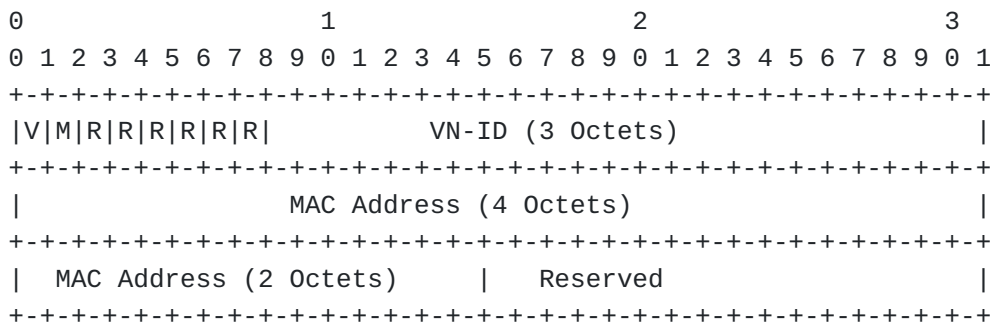 0                   1                   2                   3
0 1 2 3 4 5 6 7 8 9 0 1 2 3 4 5 6 7 8 9 0 1 2 3 4 5 6 7 8 9 0 1
+-+-+-+-+-+-+-+-+-+-+-+-+-+-+-+-+-+-+-+-+-+-+-+-+-+-+-+-+-+-+-+-+
|V|M|R|R|R|R|R|R|          VN-ID (3 Octets)                   |
+-+-+-+-+-+-+-+-+-+-+-+-+-+-+-+-+-+-+-+-+-+-+-+-+-+-+-+-+-+-+-+-+
|                 MAC Address (4 Octets)                      |
+-+-+-+-+-+-+-+-+-+-+-+-+-+-+-+-+-+-+-+-+-+-+-+-+-+-+-+-+-+-+-+-+
|  MAC Address (2 Octets)     |   Reserved                    |
+-+-+-+-+-+-+-+-+-+-+-+-+-+-+-+-+-+-+-+-+-+-+-+-+-+-+-+-+-+-+-+-+